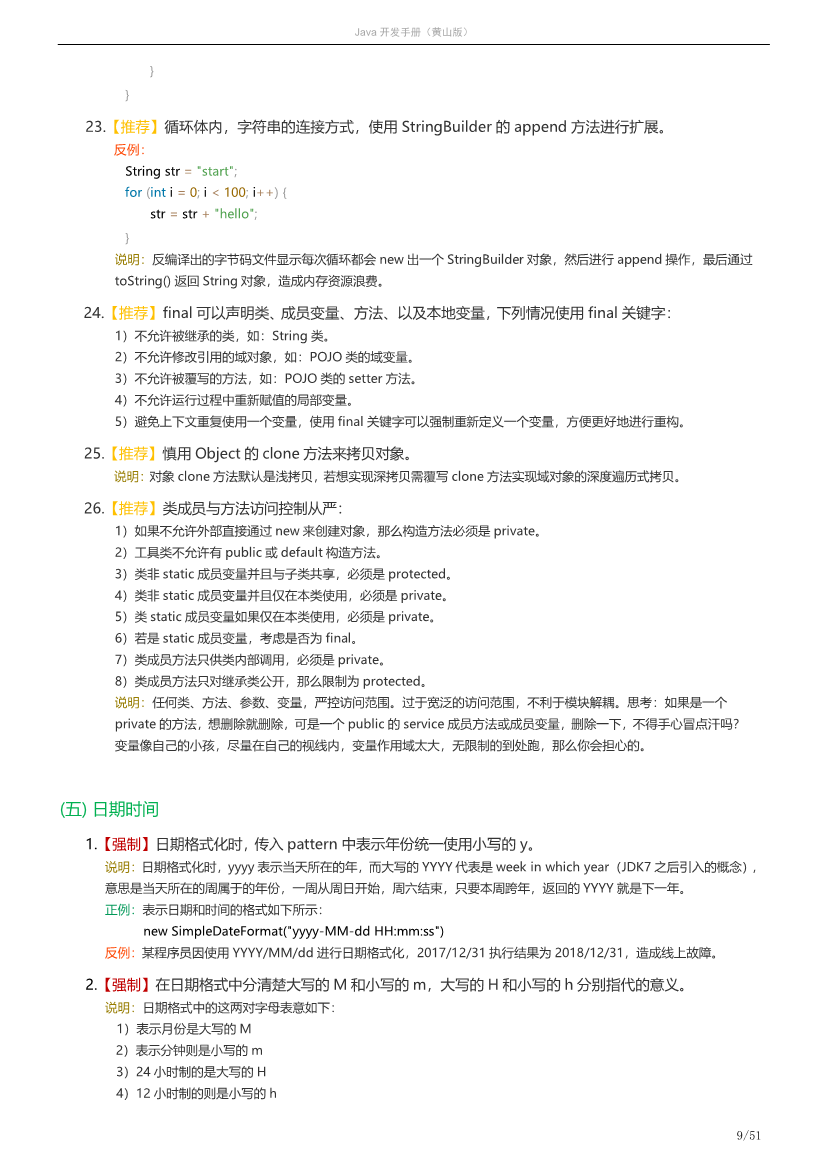 Java 开发手册（黄山版）
}
}
23.【推荐】循环体内，字符串的连接方式，使用 StringBuilder 的 append 方法进行扩展。
反例：
String str = "start";
for (int i = 0; i < 100; i++) {
str = str + "hello";
}
说明：反编译出的字节码文件显示每次循环都会 new 出一个 StringBuilder 对象，然后进行 append 操作，最后通过
toString() 返回 String 对象，造成内存资源浪费。
24.【推荐】final 可以声明类、成员变量、方法、以及本地变量，下列情况使用 final 关键字：
1）不允许被继承的类，如：String 类。
2）不允许修改引用的域对象，如：POJO 类的域变量。
3）不允许被覆写的方法，如：POJO 类的 setter 方法。
4）不允许运行过程中重新赋值的局部变量。
5）避免上下文重复使用一个变量，使用 final 关键字可以强制重新定义一个变量，方便更好地进行重构。
25.【推荐】慎用 Object 的 clone 方法来拷贝对象。
说明：对象 clone 方法默认是浅拷贝，若想实现深拷贝需覆写 clone 方法实现域对象的深度遍历式拷贝。
26.【推荐】类成员与方法访问控制从严：
1）如果不允许外部直接通过 new 来创建对象，那么构造方法必须是 private。
2）工具类不允许有 public 或 default 构造方法。
3）类非 static 成员变量并且与子类共享，必须是 protected。
4）类非 static 成员变量并且仅在本类使用，必须是 private。
5）类 static 成员变量如果仅在本类使用，必须是 private。
6）若是 static 成员变量，考虑是否为 final。
7）类成员方法只供类内部调用，必须是 private。
8）类成员方法只对继承类公开，那么限制为 protected。
说明：任何类、方法、参数、变量，严控访问范围。过于宽泛的访问范围，不利于模块解耦。思考：如果是一个
private 的方法，想删除就删除，可是一个 public 的 service 成员方法或成员变量，删除一下，不得手心冒点汗吗？
变量像自己的小孩，尽量在自己的视线内，变量作用域太大，无限制的到处跑，那么你会担心的。
(五) 日期时间
1.【强制】日期格式化时，传入 pattern 中表示年份统一使用小写的 y。
说明：日期格式化时，yyyy 表示当天所在的年，而大写的 YYYY 代表是 week in which year（JDK7 之后引入的概念），
意思是当天所在的周属于的年份，一周从周日开始，周六结束，只要本周跨年，返回的 YYYY 就是下一年。
正例：表示日期和时间的格式如下所示：
new SimpleDateFormat("yyyy-MM-dd HH:mm:ss")
反例：某程序员因使用 YYYY/MM/dd 进行日期格式化，2017/12/31 执行结果为 2018/12/31，造成线上故障。
2.【强制】在日期格式中分清楚大写的 M 和小写的 m，大写的 H 和小写的 h 分别指代的意义。
说明：日期格式中的这两对字母表意如下：
1）表示月份是大写的 M
2）表示分钟则是小写的 m
3）24 小时制的是大写的 H
4）12 小时制的则是小写的 h
9/51